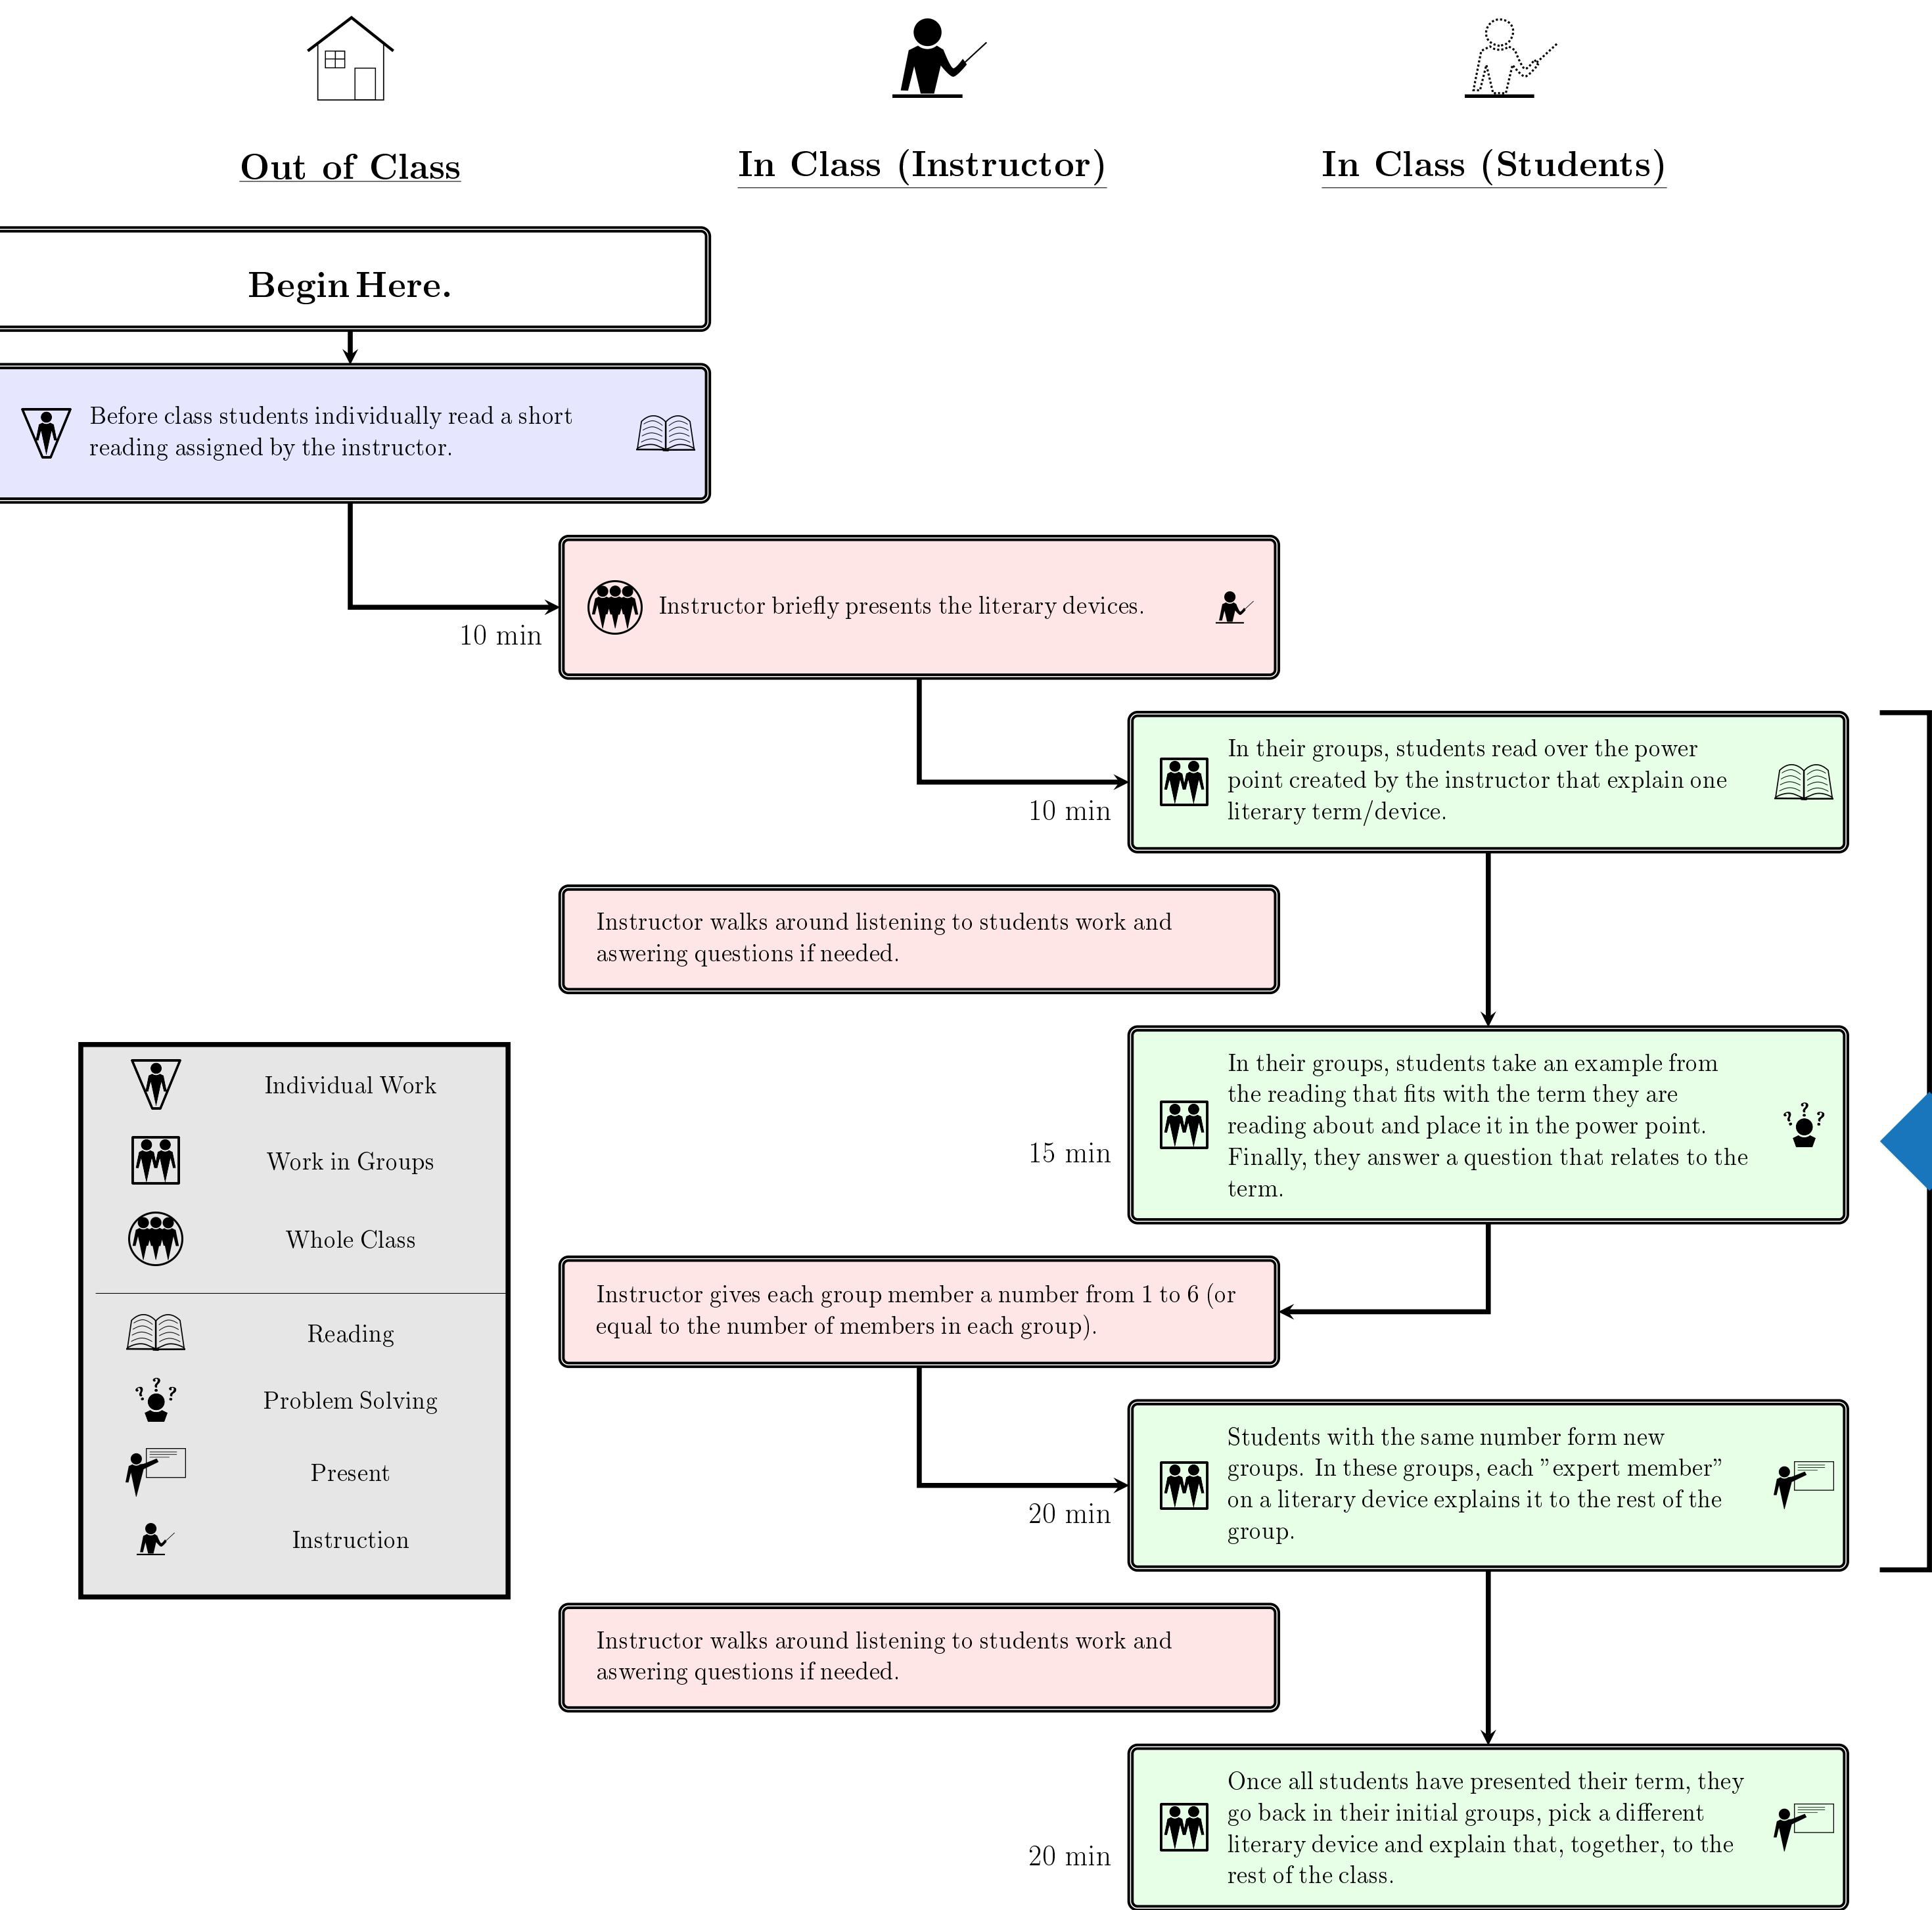 Out of Class
In Class (Instructor)
In Class (Students)
Begin Here.
Before class students individually read a short
reading assigned by the instructor.
10 min
Instructor briefly presents the literary devices.
10 min
In their groups, students read over the power
point created by the instructor that explain one
literary term/device.
Instructor walks around listening to students work and
aswering questions if needed.
15 min
In their groups, students take an example from
the reading that fits with the term they are
reading about and place it in the power point.
Finally, they answer a question that relates to the
term.
Individual Work
Work in Groups
Whole Class
Reading
? ? ?
Problem Solving
Present
Instruction
? ? ?
Instructor gives each group member a number from 1 to 6 (or
equal to the number of members in each group).
20 min
Students with the same number form new
groups. In these groups, each "expert member"
on a literary device explains it to the rest of the
group.
Instructor walks around listening to students work and
aswering questions if needed.
20 min
Once all students have presented their term, they
go back in their initial groups, pick a different
literary device and explain that, together, to the
rest of the class.